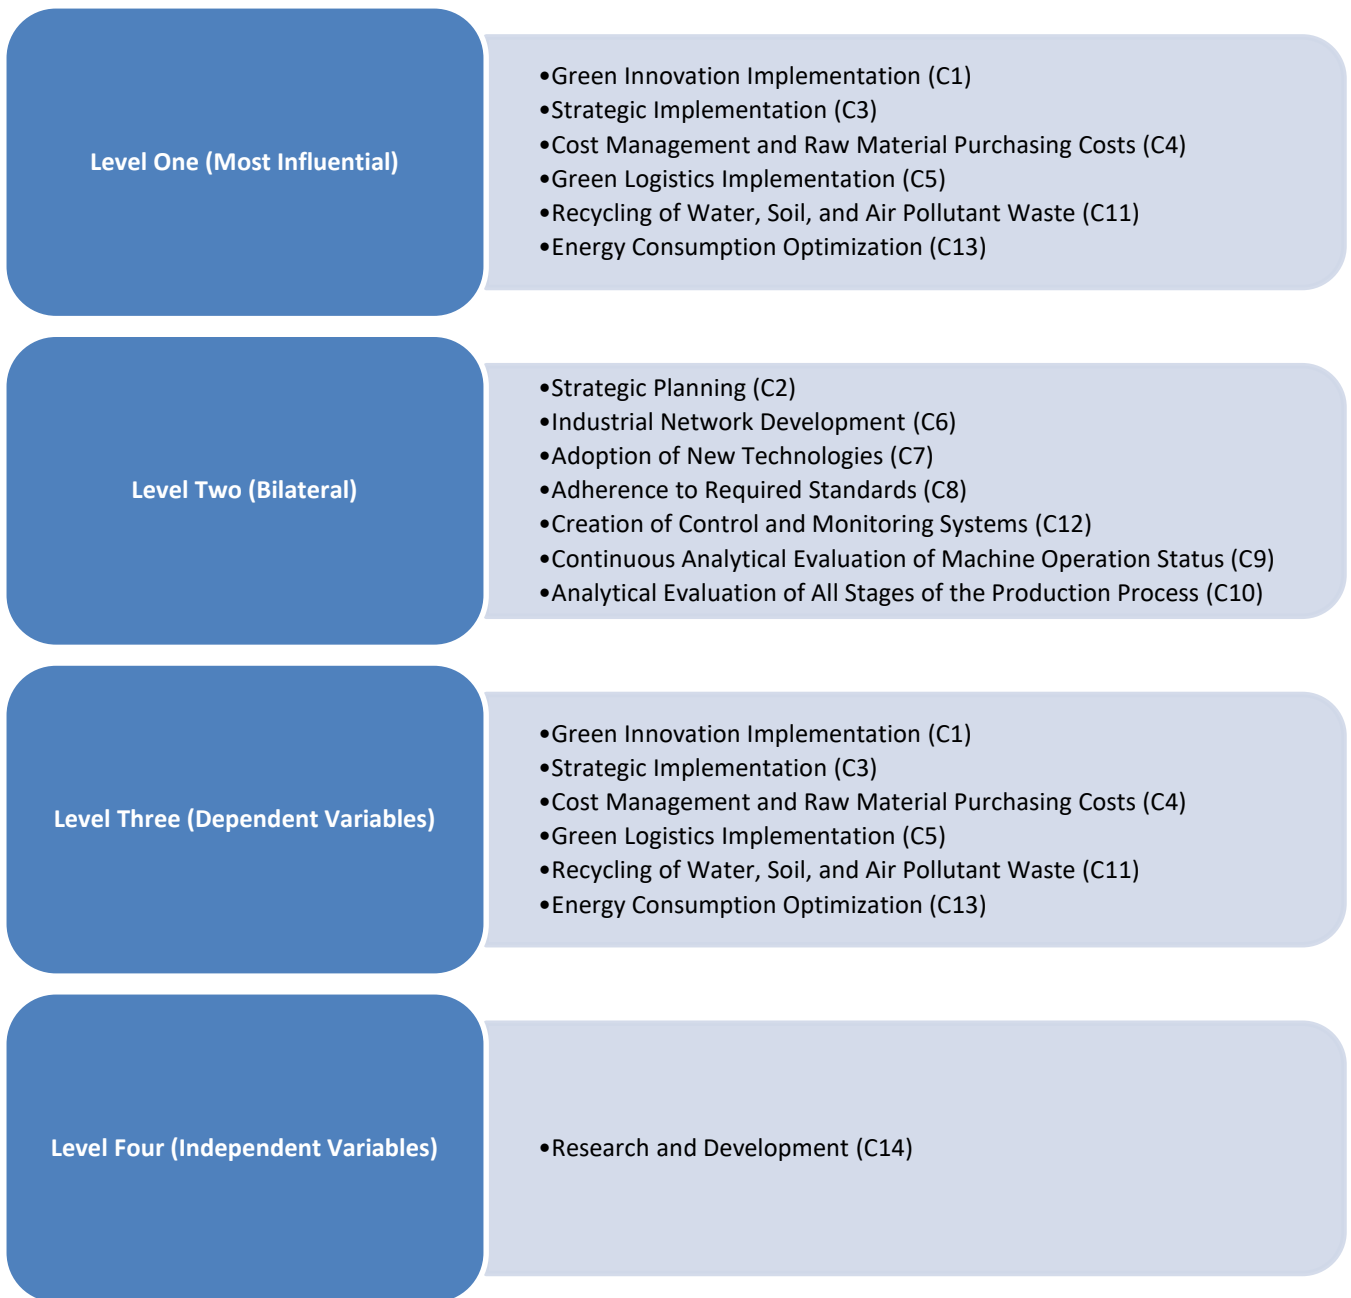 Level One (Most Influential)
•Green Innovation Implementation (C1)
•Strategic Implementation (C3)
•Cost Management and Raw Material Purchasing Costs (C4)
•Green Logistics Implementation (C5)
•Recycling of Water, Soil, and Air Pollutant Waste (C11)
•Energy Consumption Optimization (C13)
Level Two (Bilateral)
•Strategic Planning (C2)
•Industrial Network Development (C6)
•Adoption of New Technologies (C7)
•Adherence to Required Standards (C8)
•Creation of Control and Monitoring Systems (C12)
•Continuous Analytical Evaluation of Machine Operation Status (C9)
•Analytical Evaluation of All Stages of the Production Process (C10)
Level Three (Dependent Variables)
•Green Innovation Implementation (C1)
•Strategic Implementation (C3)
•Cost Management and Raw Material Purchasing Costs (C4)
•Green Logistics Implementation (C5)
•Recycling of Water, Soil, and Air Pollutant Waste (C11)
•Energy Consumption Optimization (C13)
Level Four (Independent Variables)
•Research and Development (C14)